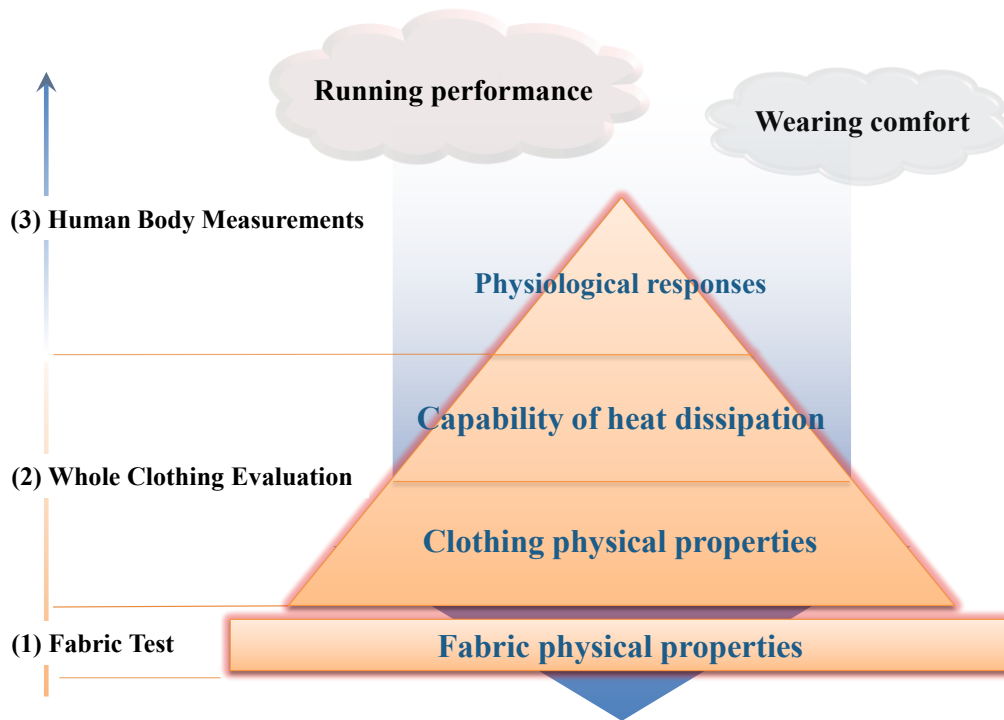 Running performance
Wearing comfort
(3) Human Body Measurements
Physiological responses
Capability of heat dissipation
(2) Whole Clothing Evaluation
Clothing physical properties
(1) Fabric Test
Fabric physical properties